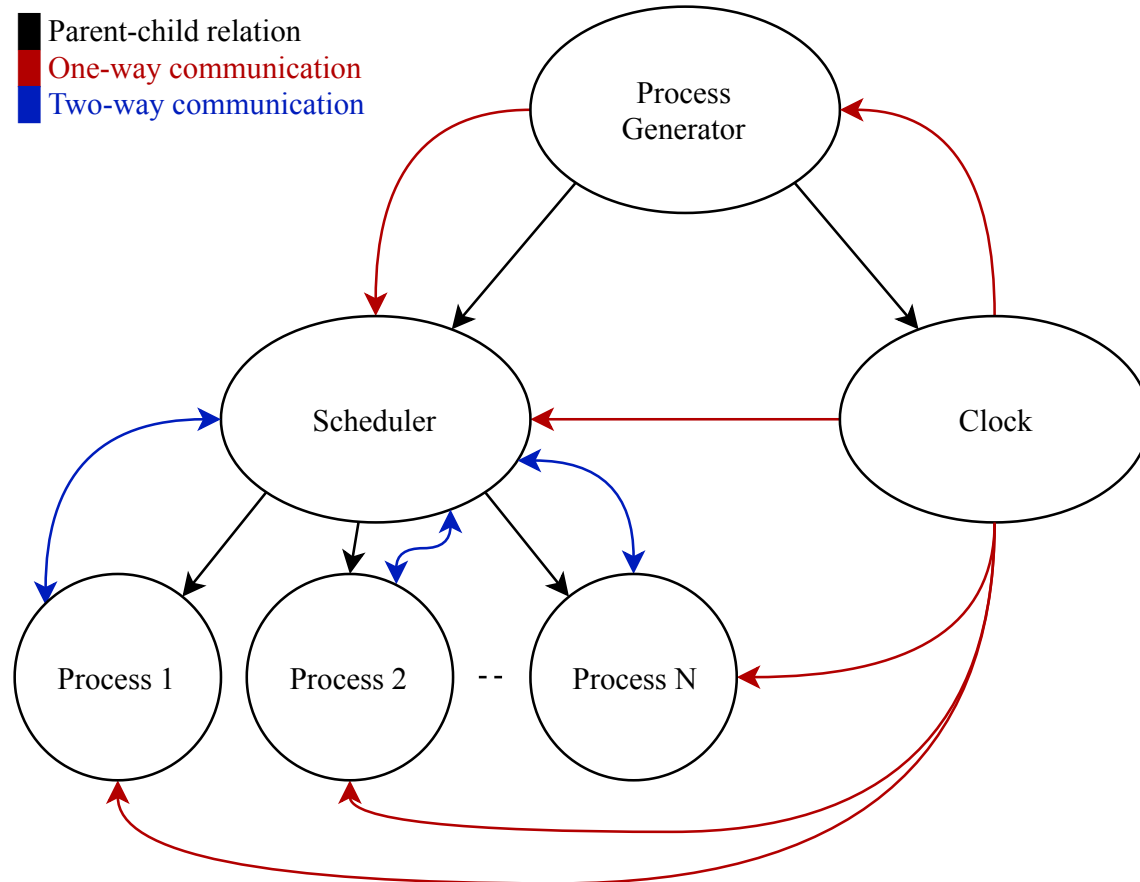 Parent-child relation
One-way communication
Two-way communication
Process
Generator
Scheduler
Clock
Process 1
Process 2
--
Process N